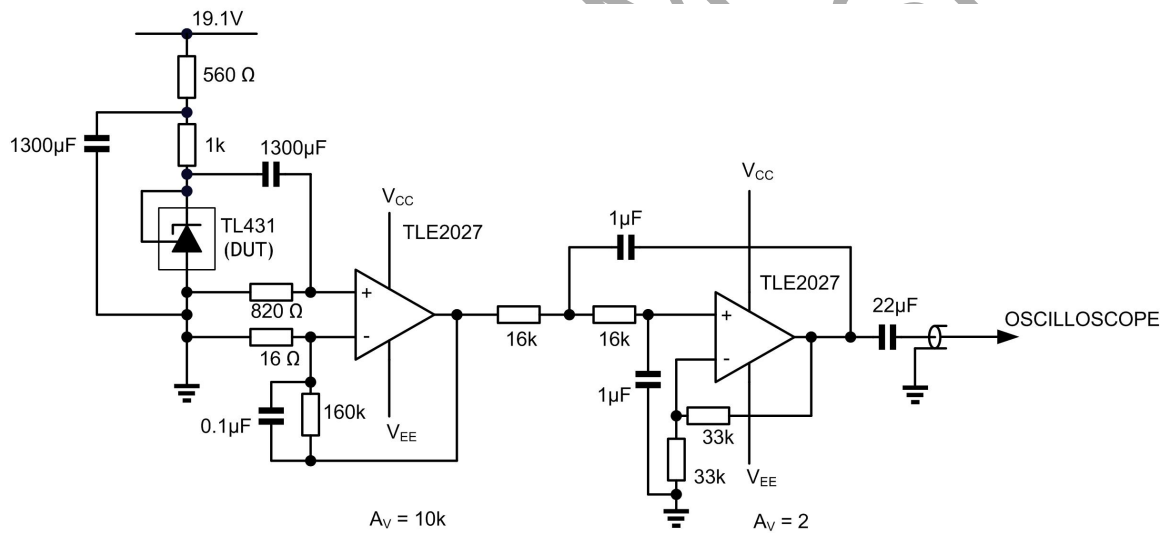 19.1V
560 Ω
1300µF
1k
1300µF
TL431
(DUT)
V_CC
TLE2027
820 Ω
16 Ω
0.1µF
160k
V_EE
A_V = 10k
16k
16k
1µF
1µF
V_CC
TLE2027
33k
33k
V_EE
A_V = 2
22µF
OSCILLOSCOPE
+
-
+
-